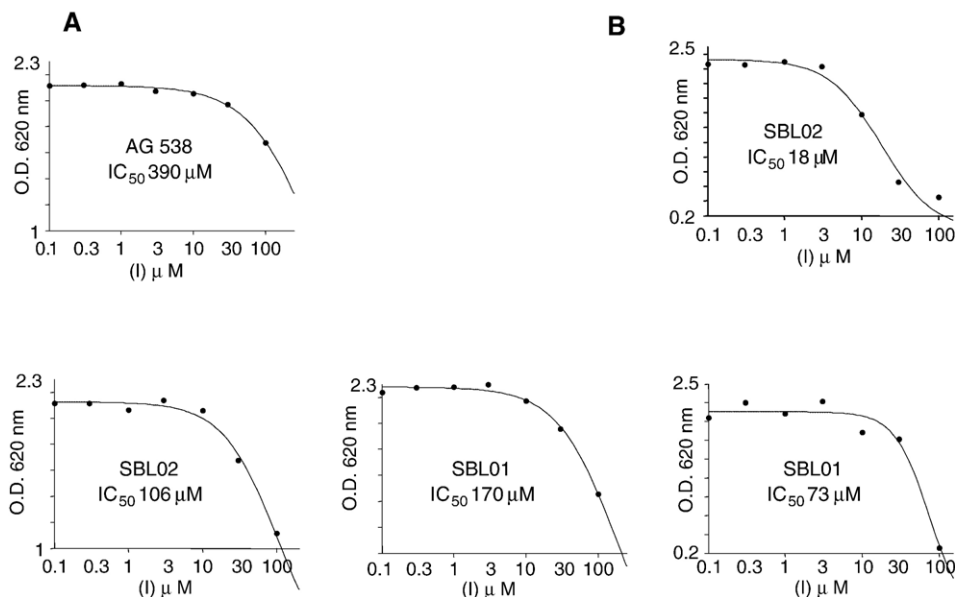 A
B
2.3
O.D. 620 nm
AG 538
IC50 390 μM
1
0.1 0.3 1 3 10 30 100
(I) μ M
2.5
O.D. 620 nm
SBL02
IC50 18 μM
0.2
0.1 0.3 1 3 10 30 100
(I) μ M
2.3
O.D. 620 nm
SBL02
IC50 106 μM
1
0.1 0.3 1 3 10 30 100
(I) μ M
2.3
O.D. 620 nm
SBL01
IC50 170 μM
0.1 0.3 1 3 10 30 100
(I) μ M
2.5
O.D. 620 nm
SBL01
IC50 73 μM
0.2
0.1 0.3 1 3 10 30 100
(I) μ M